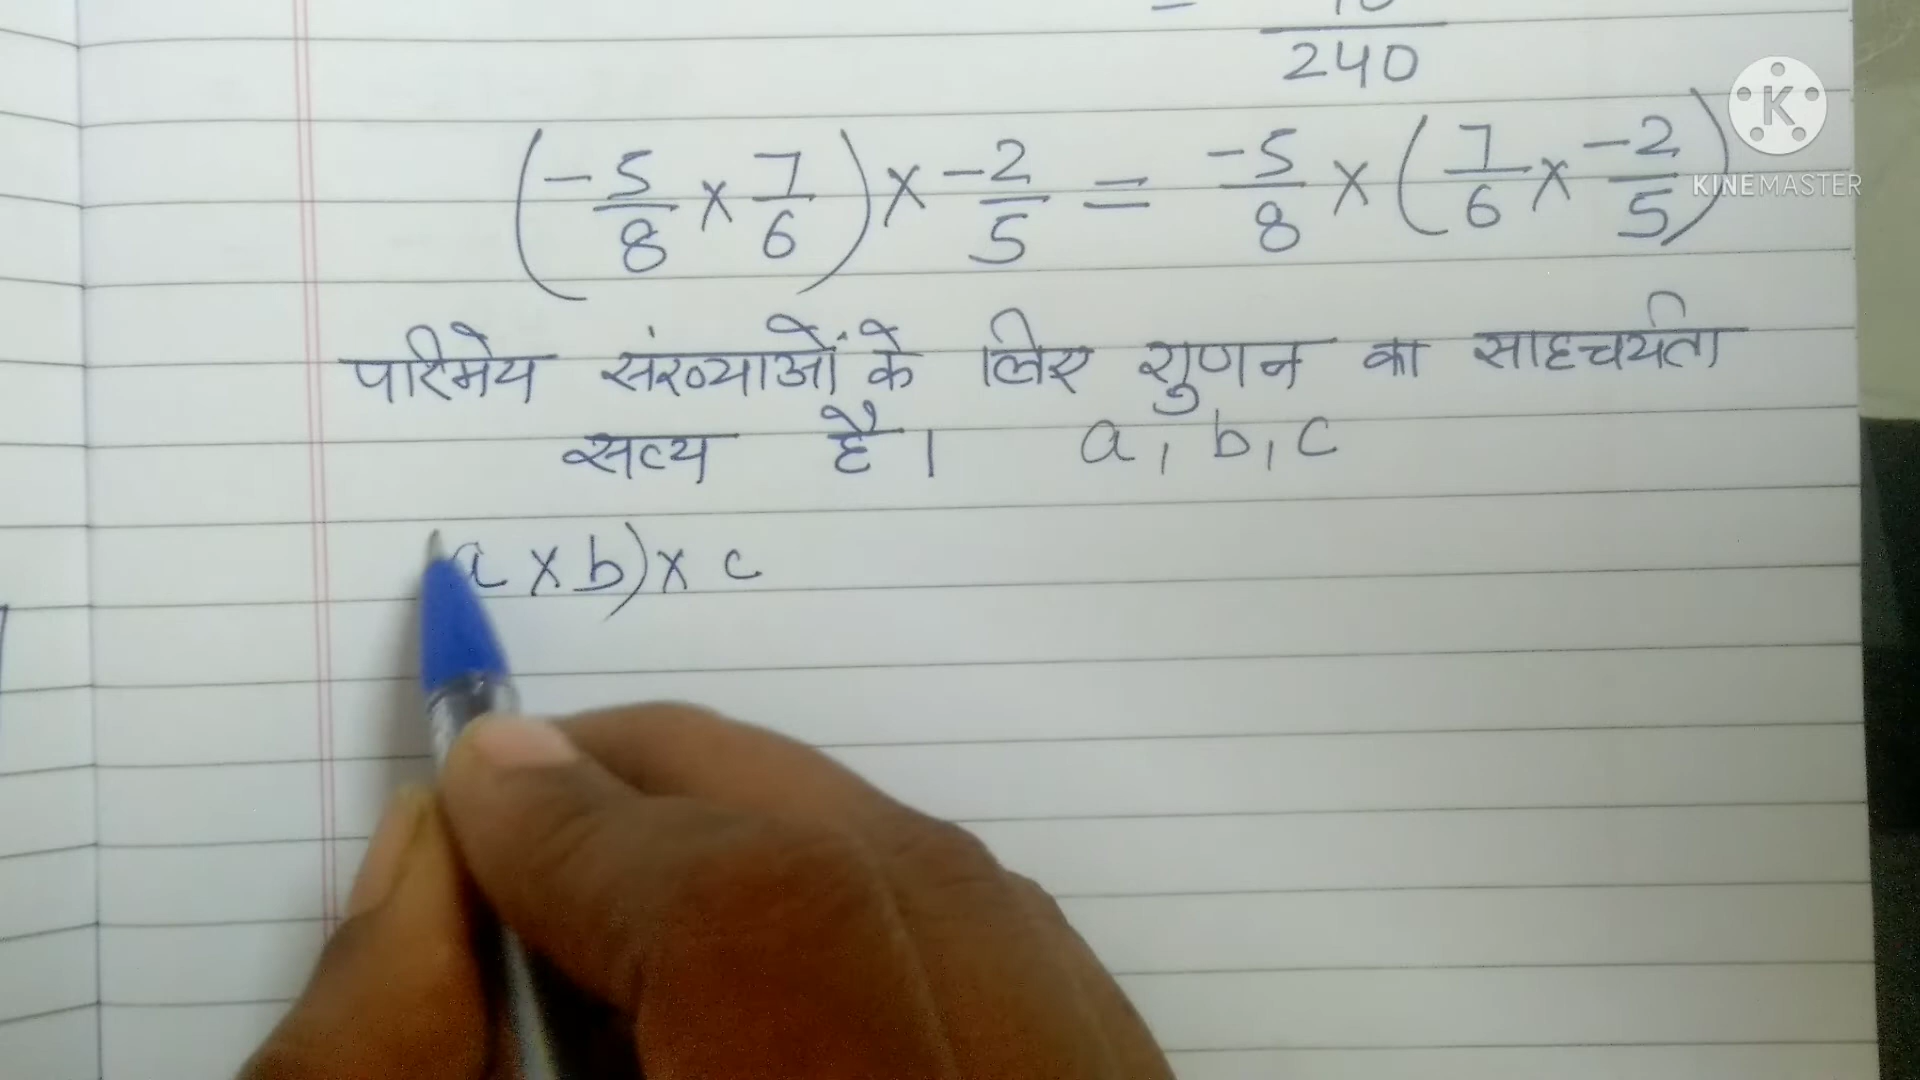 = 240
(-5/8 × 7/6) × -2/5 = -5/8 × (7/6 × -2/5)
KINEMASTER
परिमेय संख्याओं के लिए गुणन का साहचर्यता
सत्य है। a, b, c
a × b) × c